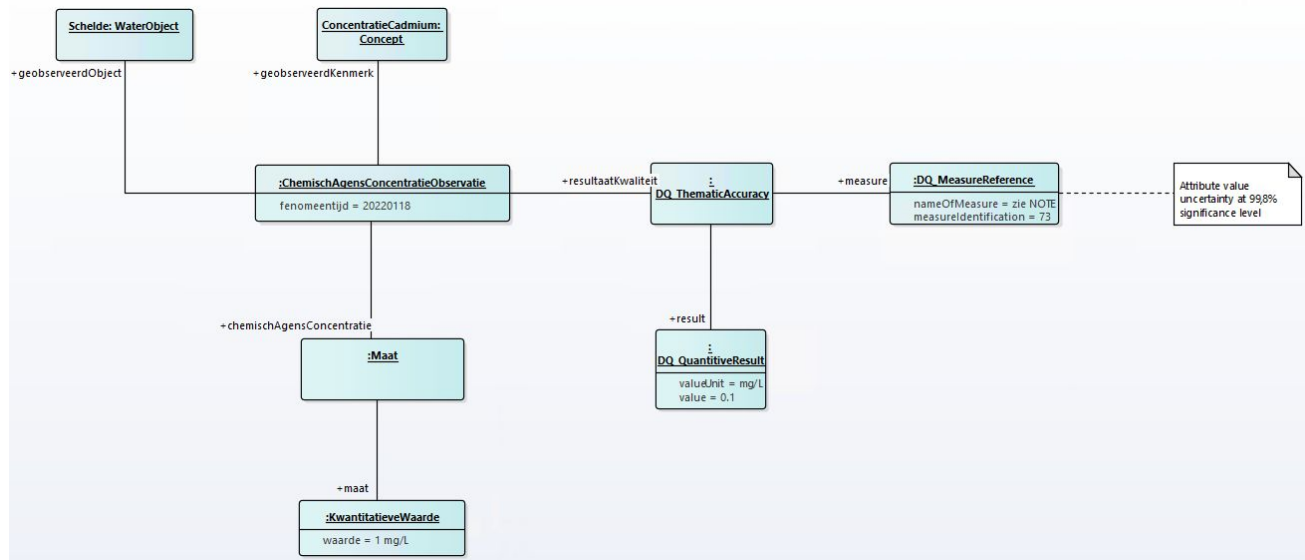 Schelde: WaterObject
ConcentratieCadmium:
Concept
+geobserveerdObject
+geobserveerdKenmerk
:ChemischAgensConcentratieObservatie
fenomeentijd = 20220118
+resultaatKwaliteit
:
DQ_ThematicAccuracy
+measure
:DQ_MeasureReference
nameOfMeasure = zie NOTE
measureIdentification = 73
Attribute value
uncertainty at 99,8%
significance level
+chemischAgensConcentratie
:Maat
+result
:
DQ_QuantitiveResult
valueUnit = mg/L
value = 0.1
+maat
:KwantitatieveWaarde
waarde = 1 mg/L